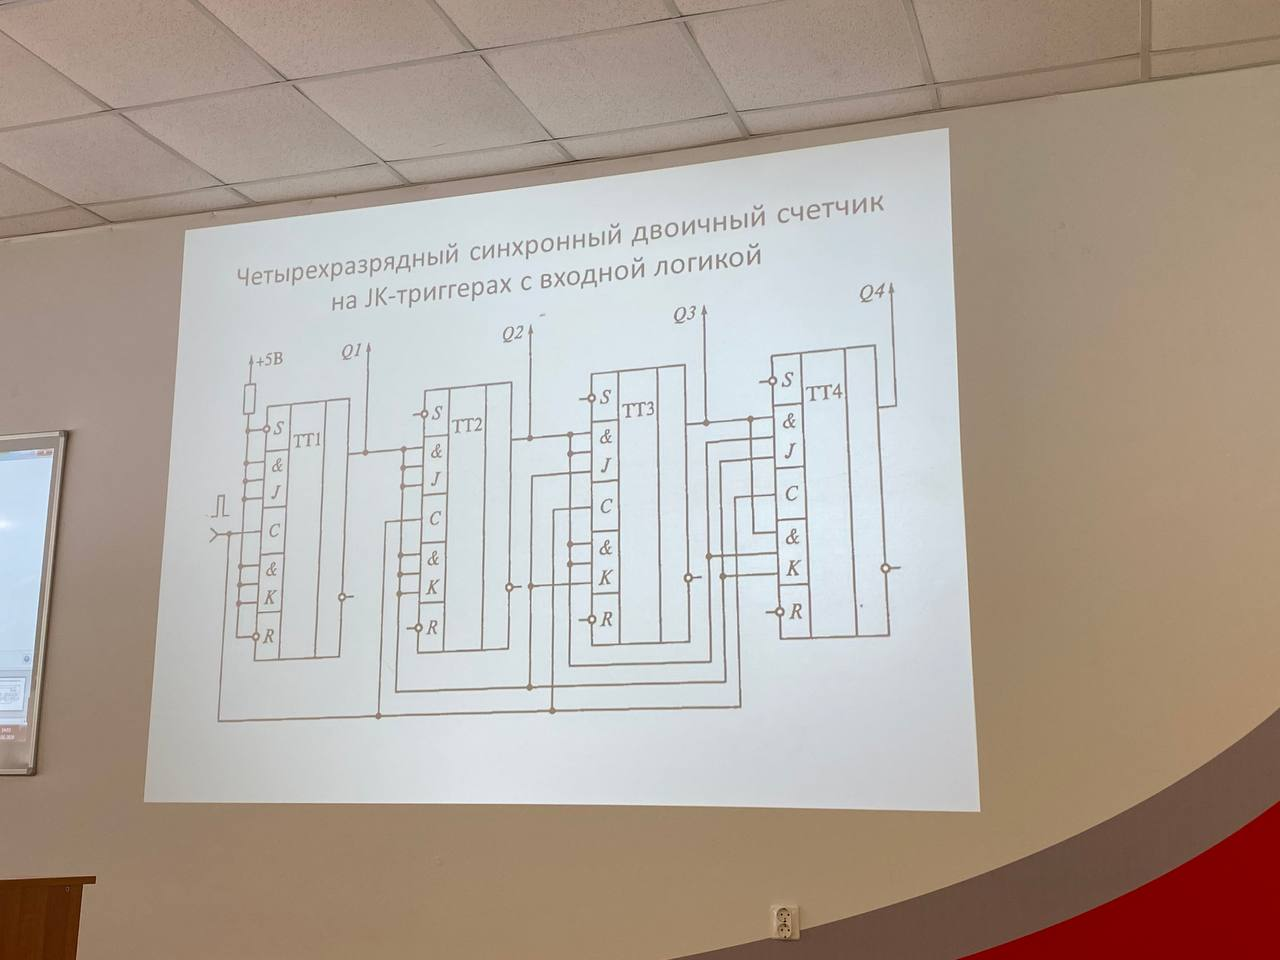 Четырехразрядный синхронный двоичный счетчик
на JK-триггерах с входной логикой
+5В
Q1
Q2
Q3
Q4
S
TT1
&
J
C
&
K
R
S
TT2
&
J
C
&
K
R
S
TT3
&
J
C
&
K
R
S
TT4
&
J
C
&
K
R